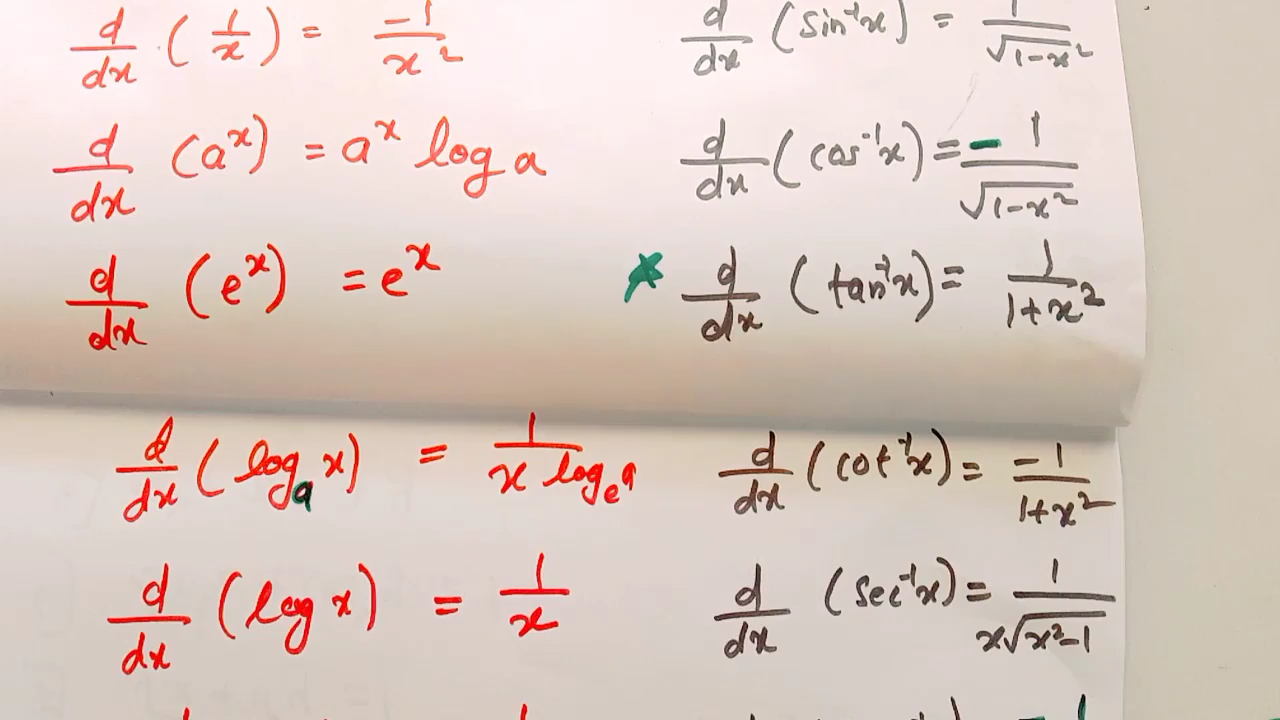 d/dx (1/x) = -1/x²
d/dx (aˣ) = aˣ log a
d/dx (eˣ) = eˣ
d/dx (logₐ x) = 1/(x logₑ a)
d/dx (log x) = 1/x
d/dx (sin⁻¹x) = 1/√(1-x²)
d/dx (cos⁻¹x) = -1/√(1-x²)
* d/dx (tan⁻¹x) = 1/(1+x²)
d/dx (cot⁻¹x) = -1/(1+x²)
d/dx (sec⁻¹x) = 1/(x√(x²-1))